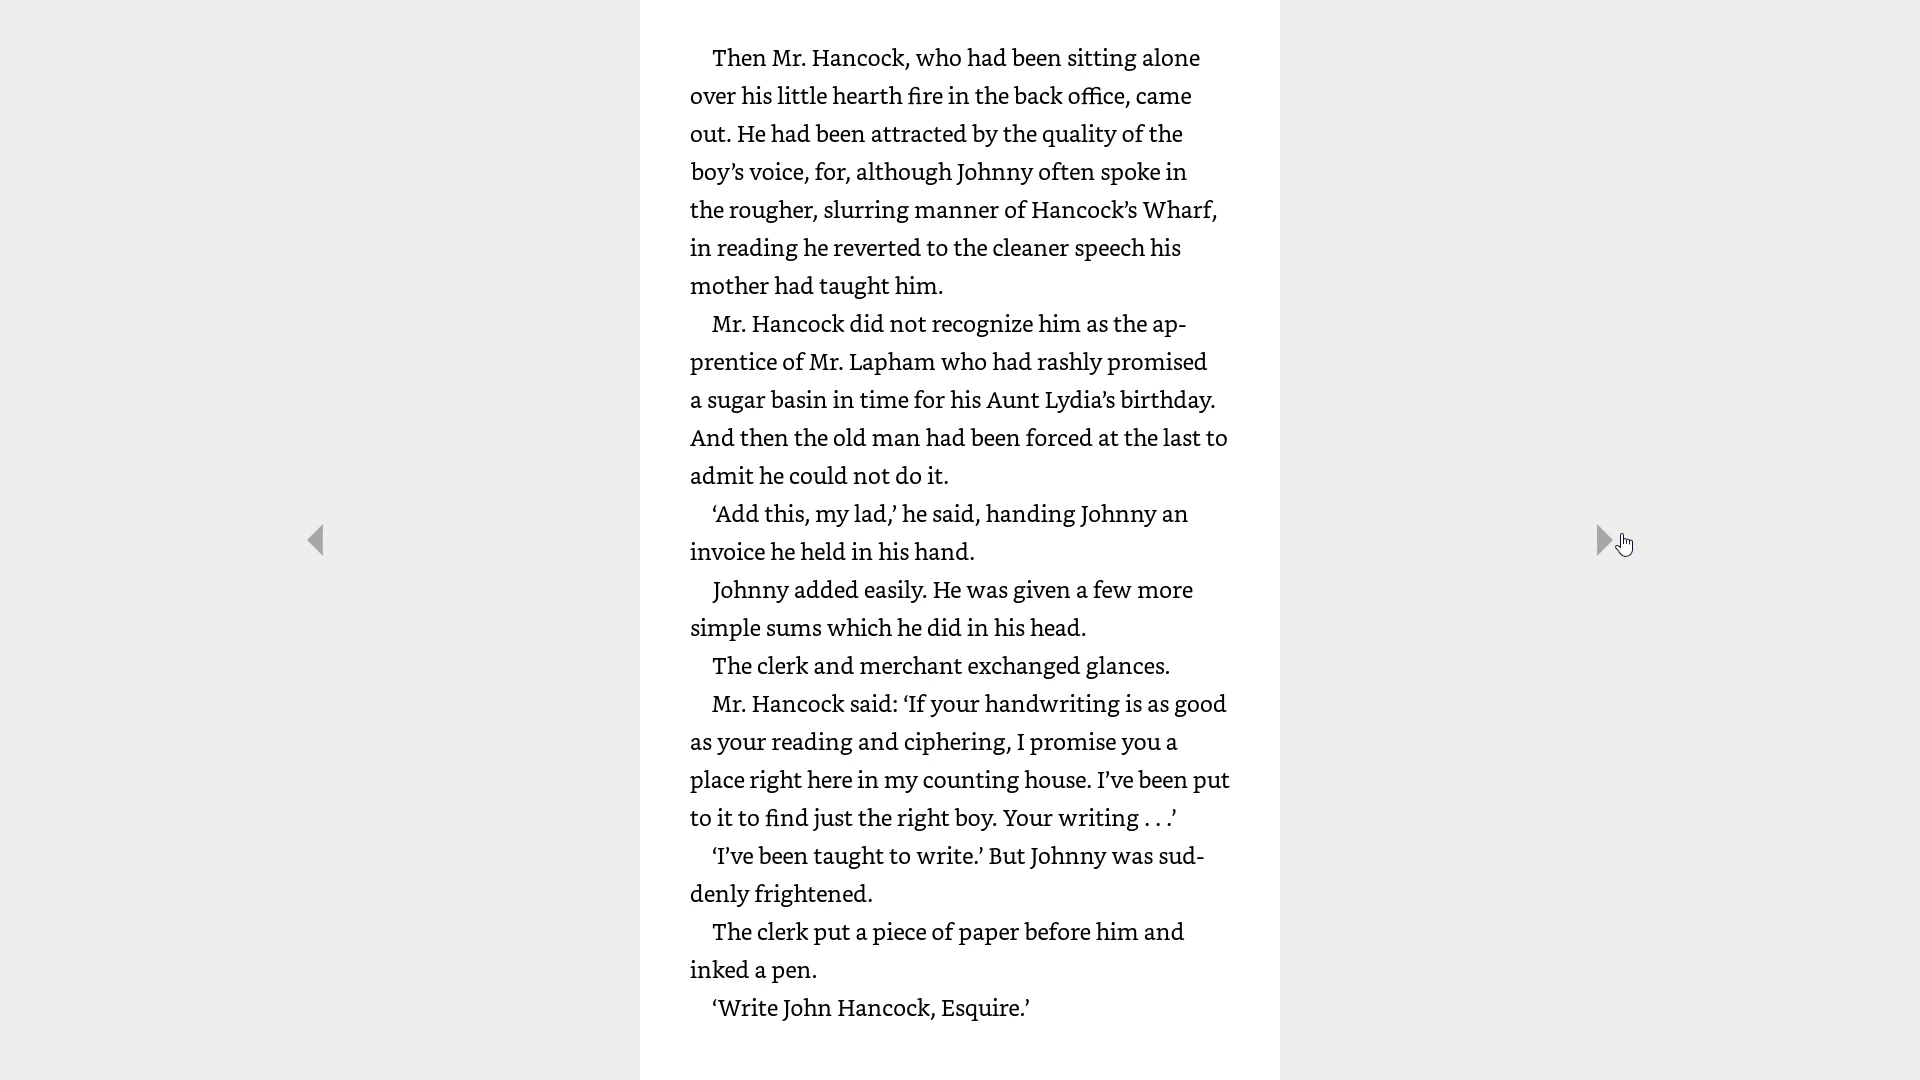 Then Mr. Hancock, who had been sitting alone
over his little hearth fire in the back office, came
out. He had been attracted by the quality of the
boy’s voice, for, although Johnny often spoke in
the rougher, slurring manner of Hancock’s Wharf,
in reading he reverted to the cleaner speech his
mother had taught him.
Mr. Hancock did not recognize him as the ap-
prentice of Mr. Lapham who had rashly promised
a sugar basin in time for his Aunt Lydia’s birthday.
And then the old man had been forced at the last to
admit he could not do it.
‘Add this, my lad,’ he said, handing Johnny an
invoice he held in his hand.
Johnny added easily. He was given a few more
simple sums which he did in his head.
The clerk and merchant exchanged glances.
Mr. Hancock said: ‘If your handwriting is as good
as your reading and ciphering, I promise you a
place right here in my counting house. I’ve been put
to it to find just the right boy. Your writing . . .’
‘I’ve been taught to write.’ But Johnny was sud-
denly frightened.
The clerk put a piece of paper before him and
inked a pen.
‘Write John Hancock, Esquire.’